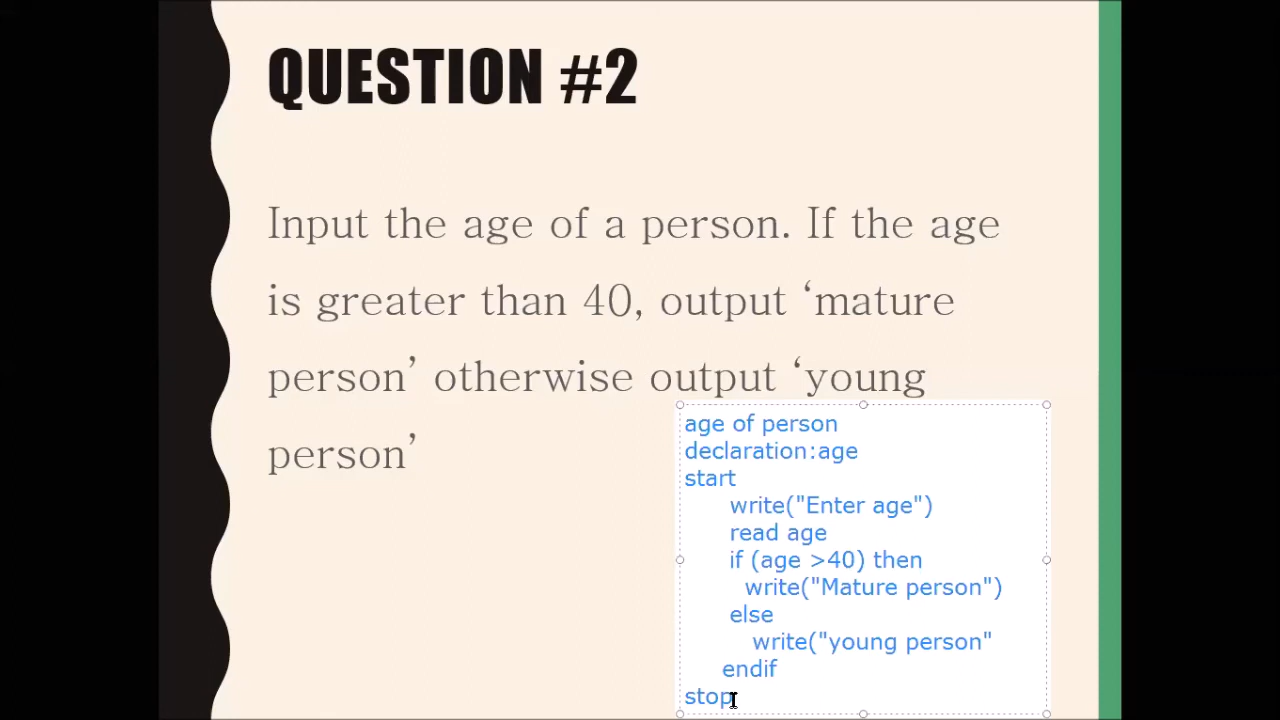 QUESTION #2
Input the age of a person. If the age
is greater than 40, output ‘mature
person’ otherwise output ‘young
person’
age of person
declaration:age
start
write("Enter age")
read age
if (age >40) then
write("Mature person")
else
write("young person"
endif
stop